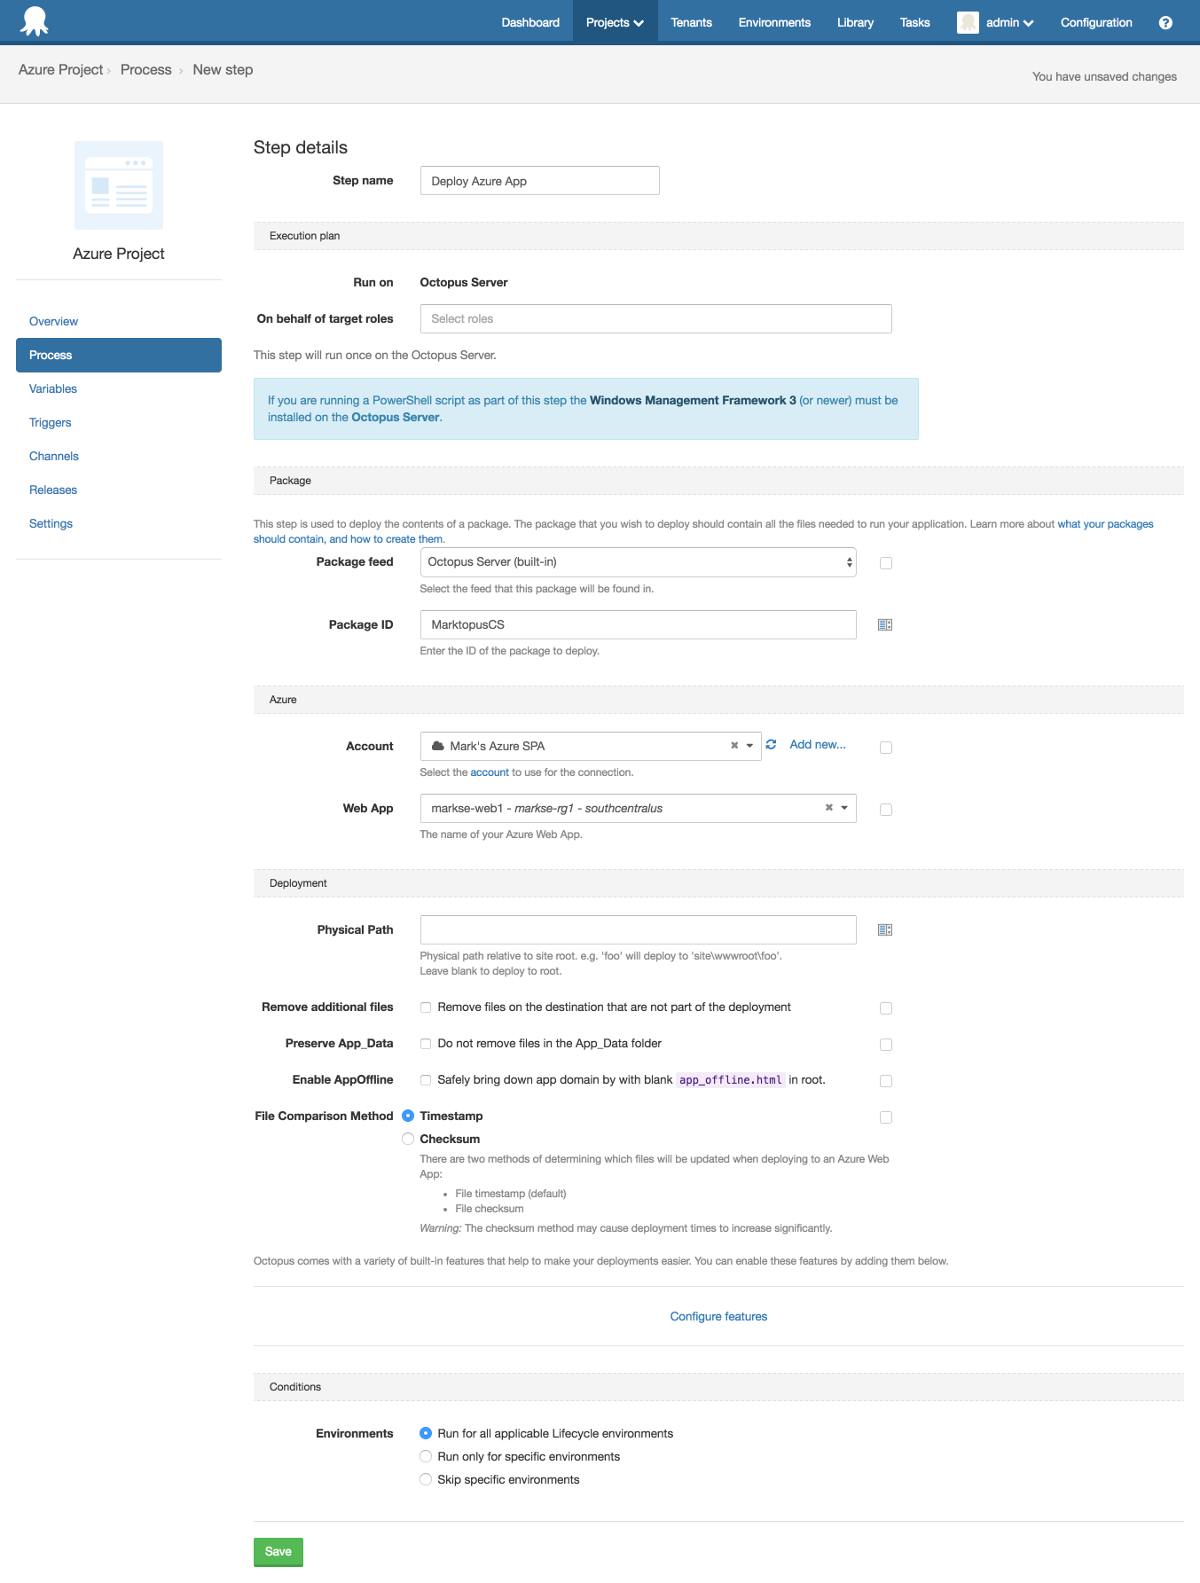 Dashboard Projects Tenants Environments Library Tasks admin Configuration ?
Azure Project › Process › New step
You have unsaved changes
Azure Project
Overview
Process
Variables
Triggers
Channels
Releases
Settings
Step details
Step name Deploy Azure App
Execution plan
Run on Octopus Server
On behalf of target roles Select roles
This step will run once on the Octopus Server.
If you are running a PowerShell script as part of this step the Windows Management Framework 3 (or newer) must be
installed on the Octopus Server.
Package
This step is used to deploy the contents of a package. The package that you wish to deploy should contain all the files needed to run your application. Learn more about what your packages
should contain, and how to create them.
Package feed Octopus Server (built-in)
Select the feed that this package will be found in.
Package ID MarktopusCS
Enter the ID of the package to deploy.
Azure
Account Mark's Azure SPA Add new...
Select the account to use for the connection.
Web App markse-web1 - markse-rg1 - southcentralus
The name of your Azure Web App.
Deployment
Physical Path
Physical path relative to site root. e.g. 'foo' will deploy to 'site\wwwroot\foo'.
Leave blank to deploy to root.
Remove additional files Remove files on the destination that are not part of the deployment
Preserve App_Data Do not remove files in the App_Data folder
Enable AppOffline Safely bring down app domain by with blank app_offline.html in root.
File Comparison Method Timestamp
Checksum
There are two methods of determining which files will be updated when deploying to an Azure Web
App:
• File timestamp (default)
• File checksum
Warning: The checksum method may cause deployment times to increase significantly.
Octopus comes with a variety of built-in features that help to make your deployments easier. You can enable these features by adding them below.
Configure features
Conditions
Environments Run for all applicable Lifecycle environments
Run only for specific environments
Skip specific environments
Save